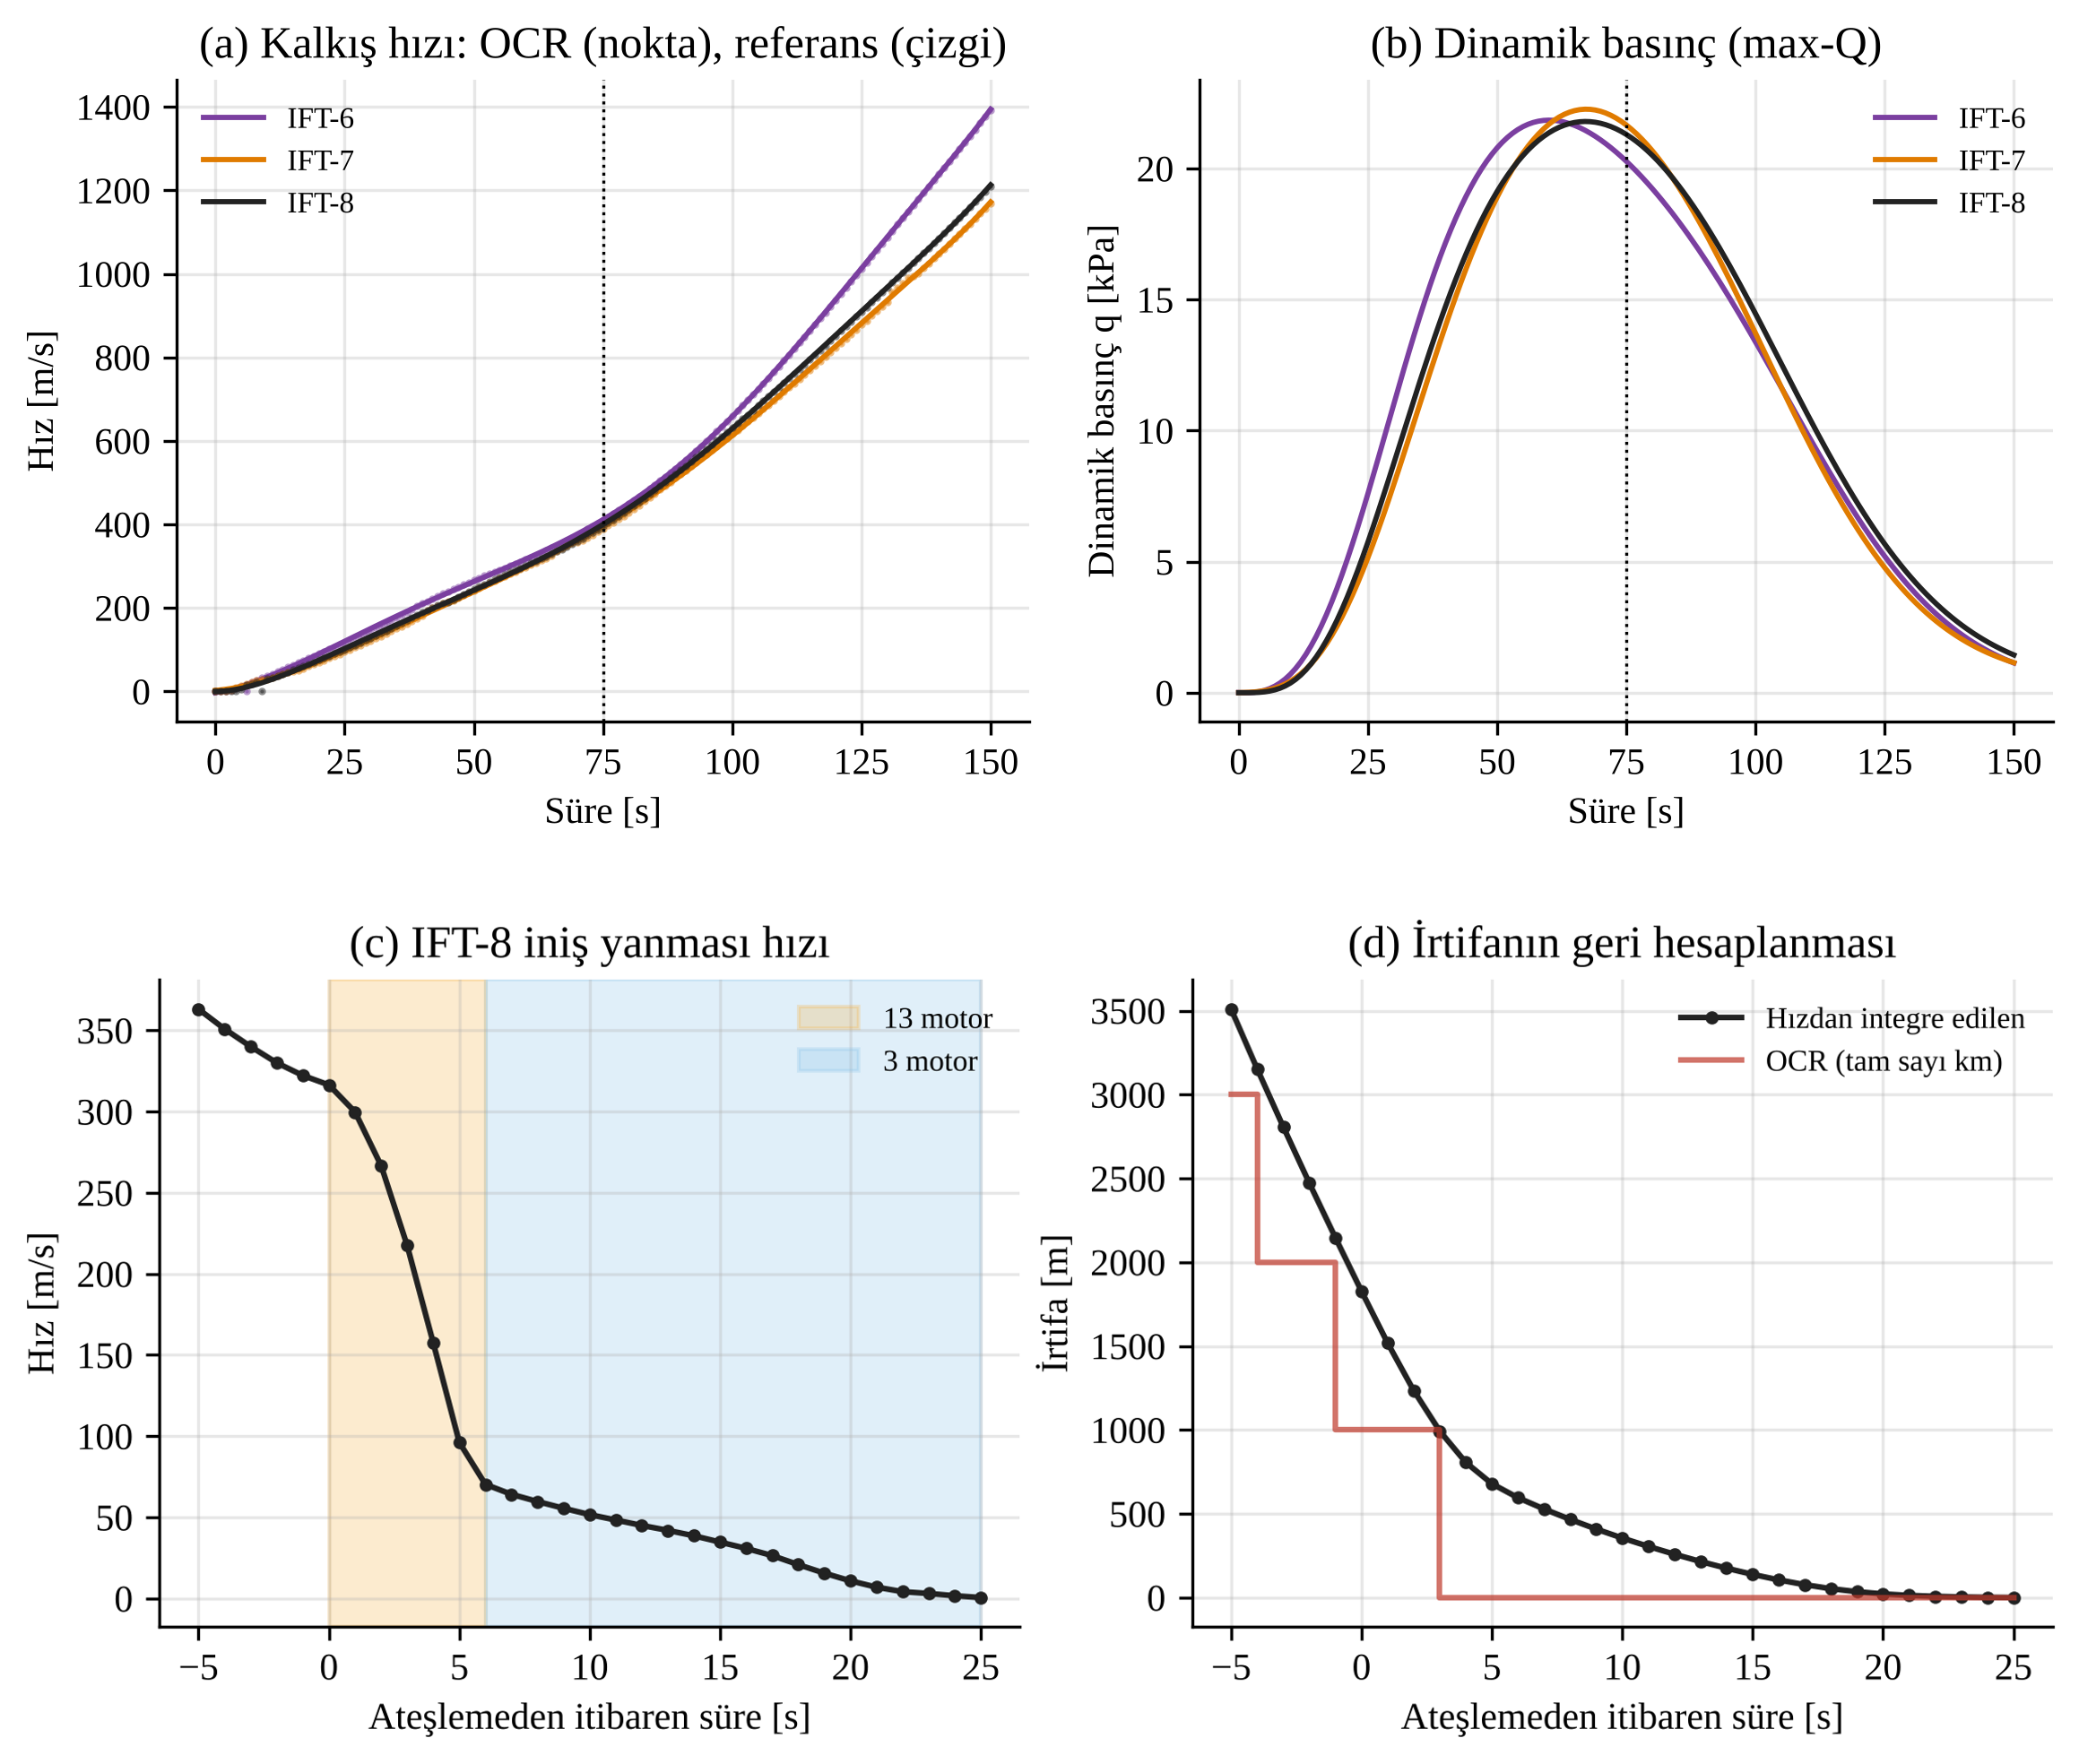 (a) Kalkış hızı: OCR (nokta), referans (çizgi)
IFT-6
IFT-7
IFT-8
Hız [m/s]
1400
1200
1000
800
600
400
200
0
0 25 50 75 100 125 150
Süre [s]
(b) Dinamik basınç (max-Q)
IFT-6
IFT-7
IFT-8
Dinamik basınç q [kPa]
20
15
10
5
0
0 25 50 75 100 125 150
Süre [s]
(c) IFT-8 iniş yanması hızı
13 motor
3 motor
Hız [m/s]
350
300
250
200
150
100
50
0
−5 0 5 10 15 20 25
Ateşlemeden itibaren süre [s]
(d) İrtifanın geri hesaplanması
Hızdan integre edilen
OCR (tam sayı km)
İrtifa [m]
3500
3000
2500
2000
1500
1000
500
0
−5 0 5 10 15 20 25
Ateşlemeden itibaren süre [s]